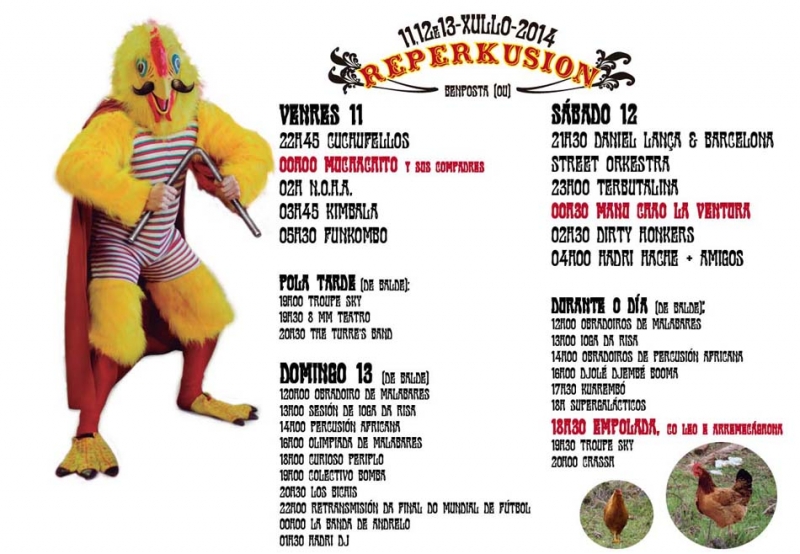 11,12 e 13-XULLO-2014
REPERKUSION
BENPOSTA (OU)
VENRES 11
22H45 CUCHUFELLOS
00H00 MUCHACHITO Y SUS COMPADRES
02H N.O.H.A.
03H45 KIMBALA
05H30 FUNKOMBO
POLA TARDE (DE BALDE):
19H00 TROUPE SKY
19H30 8 MM TEATRO
20H30 THE TURRE'S BAND
DOMINGO 13 (DE BALDE)
120H00 OBRADOIRO DE MALABARES
13H00 SESIÓN DE IOGA DA RISA
14H00 PERCUSIÓN AFRICANA
16H00 OLIMPIADA DE MALABARES
18H00 CURIOSO PERIPLO
19H00 COLECTIVO BOMBA
20H30 LOS BICHIS
22H00 RETRANSMISIÓN DA FINAL DO MUNDIAL DE FÚTBOL
00H00 LA BANDA DE ANDRELO
01H30 HADRI DJ
SÁBADO 12
21H30 DANIEL LANÇA & BARCELONA
STREET ORKESTRA
23H00 TERBUTALINA
00H30 MANU CHAO LA VENTURA
02H30 DIRTY HONKERS
04H00 HADRI HACHE + AMIGOS
DURANTE O DÍA (DE BALDE):
12H00 OBRADOIROS DE MALABARES
13H00 IOGA DA RISA
14H00 OBRADOIROS DE PERCUSIÓN AFRICANA
16H00 DJOLÉ DJEMBÉ BOOMA
17H30 KUAREMBÓ
18H SUPERGALÁCTICOS
18H30 EMPOLADA, CO LEO E ARREMECÁGHONA
19H30 TROUPE SKY
20H00 CRASSH